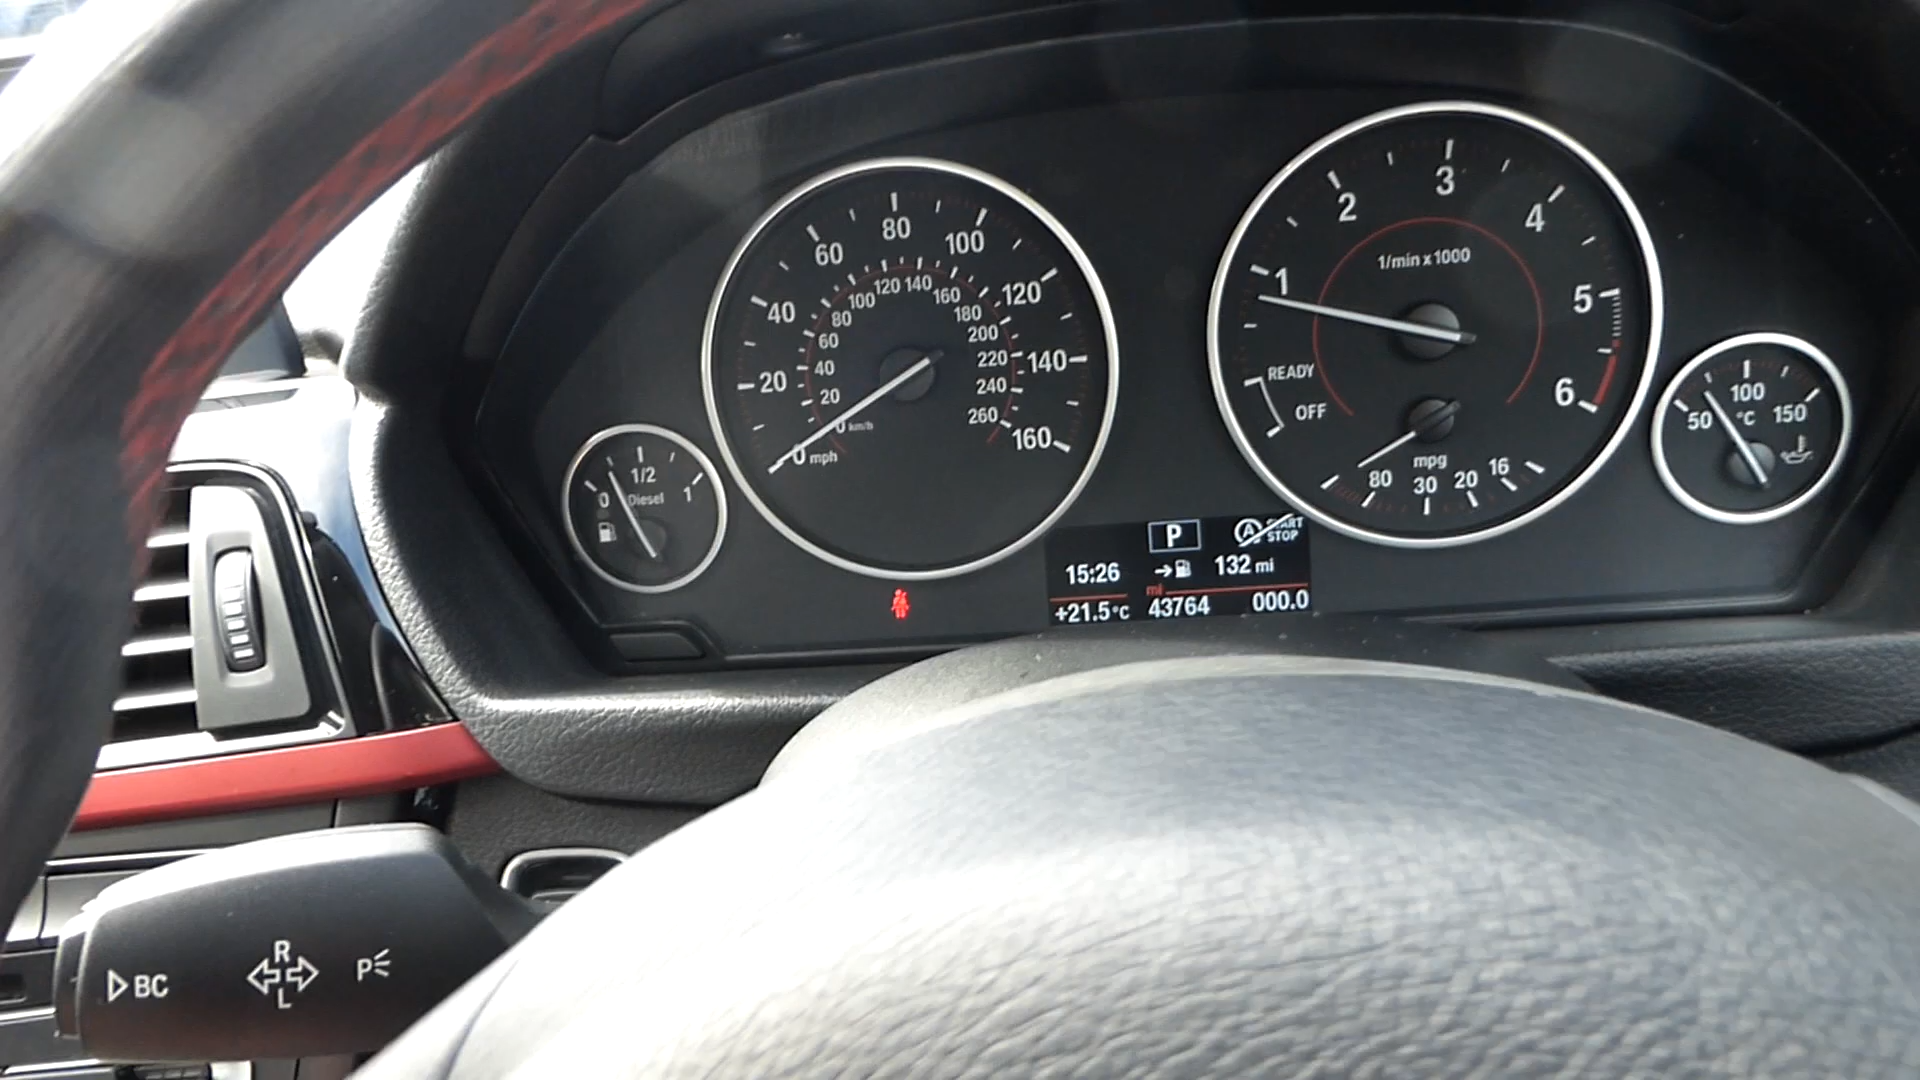 0 1/2 1
Diesel
0 20 40 60 80 100 120 140 160
mph
0 20 40 60 80 100 120 140 160 180 200 220 240 260
km/h
1 2 3 4 5 6
1/min x 1000
READY
OFF
mpg
80 30 20 16
50 100 150
°C
P A START
STOP
15:26 132 mi
mi
+21.5°C 43764 000.0
R
BC P
L